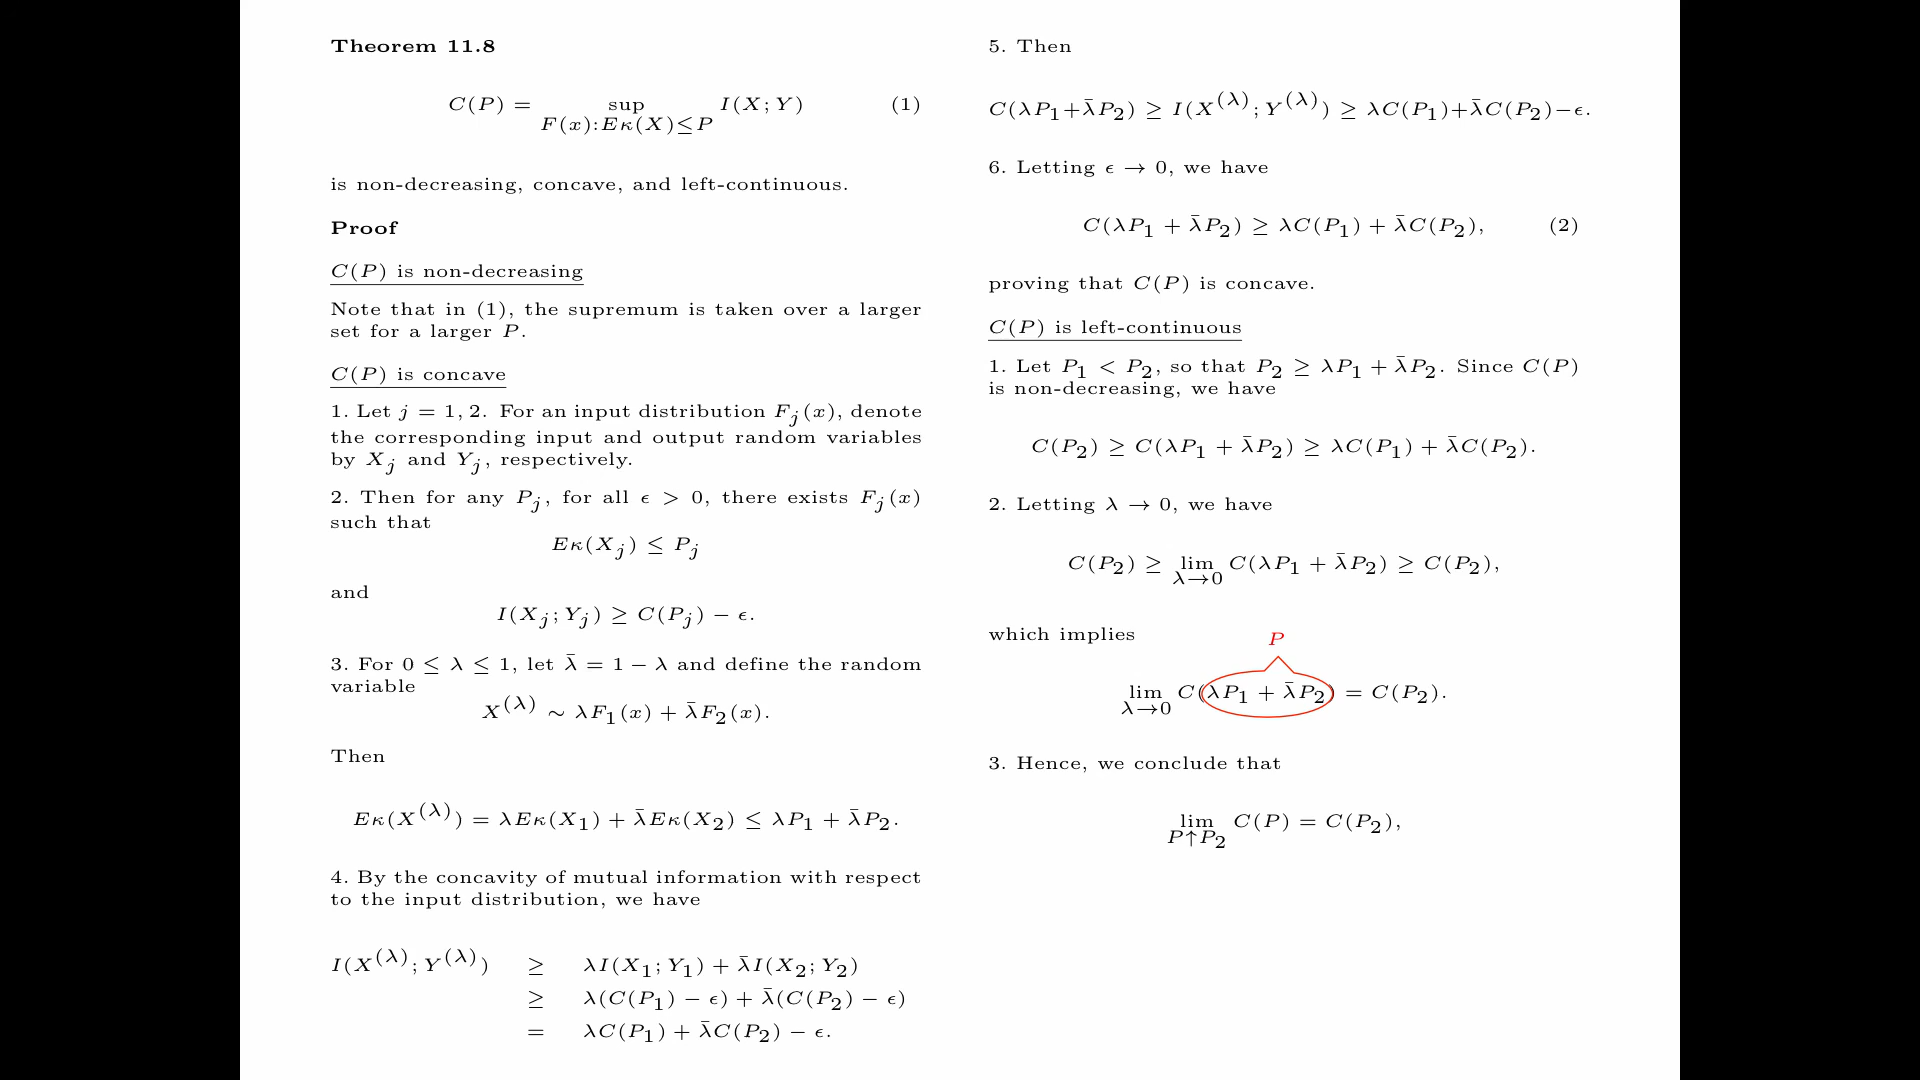 Theorem 11.8
C(P) = sup I(X; Y) (1)
F(x):Eκ(X)≤P
is non-decreasing, concave, and left-continuous.
Proof
C(P) is non-decreasing
Note that in (1), the supremum is taken over a larger
set for a larger P.
C(P) is concave
1. Let j = 1, 2. For an input distribution F_j(x), denote
the corresponding input and output random variables
by X_j and Y_j, respectively.
2. Then for any P_j, for all ϵ > 0, there exists F_j(x)
such that
Eκ(X_j) ≤ P_j
and
I(X_j; Y_j) ≥ C(P_j) − ϵ.
3. For 0 ≤ λ ≤ 1, let λ̄ = 1 − λ and define the random
variable
X^(λ) ∼ λF_1(x) + λ̄F_2(x).
Then
Eκ(X^(λ)) = λEκ(X_1) + λ̄Eκ(X_2) ≤ λP_1 + λ̄P_2.
4. By the concavity of mutual information with respect
to the input distribution, we have
I(X^(λ); Y^(λ)) ≥ λI(X_1; Y_1) + λ̄I(X_2; Y_2)
≥ λ(C(P_1) − ϵ) + λ̄(C(P_2) − ϵ)
= λC(P_1) + λ̄C(P_2) − ϵ.
5. Then
C(λP_1+λ̄P_2) ≥ I(X^(λ); Y^(λ)) ≥ λC(P_1)+λ̄C(P_2)−ϵ.
6. Letting ϵ → 0, we have
C(λP_1 + λ̄P_2) ≥ λC(P_1) + λ̄C(P_2), (2)
proving that C(P) is concave.
C(P) is left-continuous
1. Let P_1 < P_2, so that P_2 ≥ λP_1 + λ̄P_2. Since C(P)
is non-decreasing, we have
C(P_2) ≥ C(λP_1 + λ̄P_2) ≥ λC(P_1) + λ̄C(P_2).
2. Letting λ → 0, we have
C(P_2) ≥ lim C(λP_1 + λ̄P_2) ≥ C(P_2),
λ→0
which implies
P
lim C(λP_1 + λ̄P_2) = C(P_2).
λ→0
3. Hence, we conclude that
lim C(P) = C(P_2),
P↑P_2